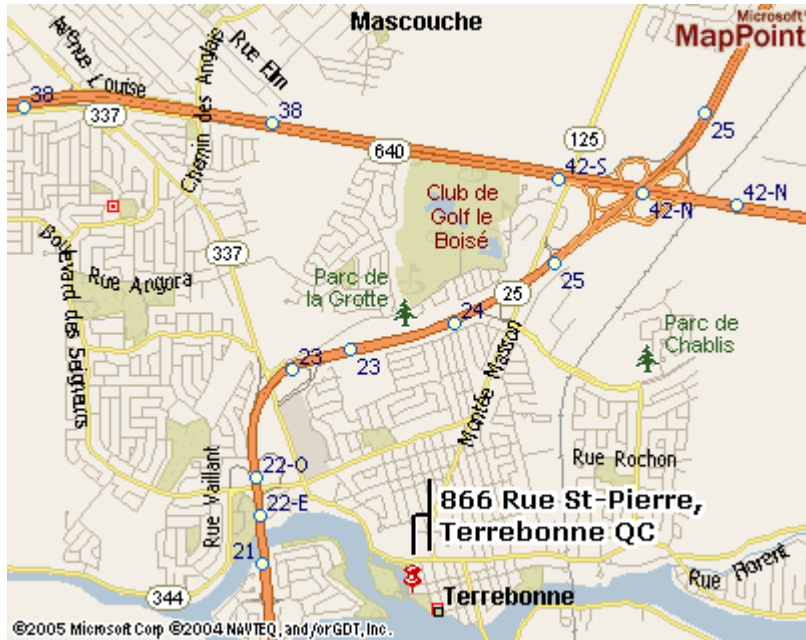 Mascouche
Microsoft
MapPoint
Avenue Louise
Rue Elm
Chemin des Anglais
38
337
38
640
125
25
42-S
42-N
42-N
Club de
Golf le
Boisé
337
Boulevard des Seigneurs
Rue Angora
Parc de
la Grotte
25
25
24
Parc de
Chablis
23
23
Montée Masson
Rue Rochon
22-O
Rue Vaillant
22-E
866 Rue St-Pierre,
Terrebonne QC
21
344
Terrebonne
Rue Florent
©2005 Microsoft Corp ©2004 NAVTEQ, and/or GDT, Inc.